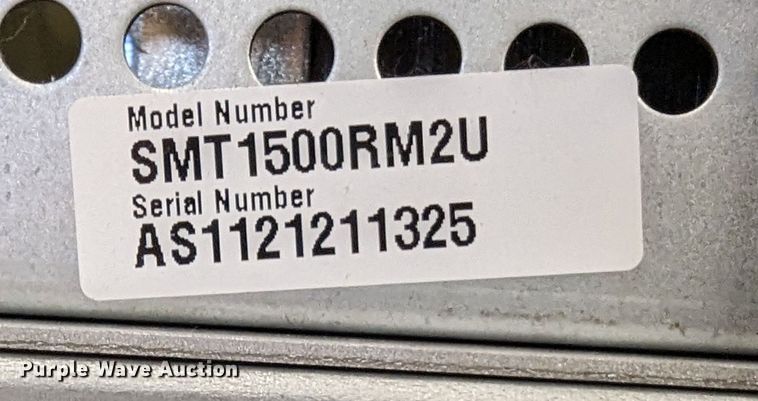 Model Number
SMT1500RM2U
Serial Number
AS1121211325
Purple Wave Auction